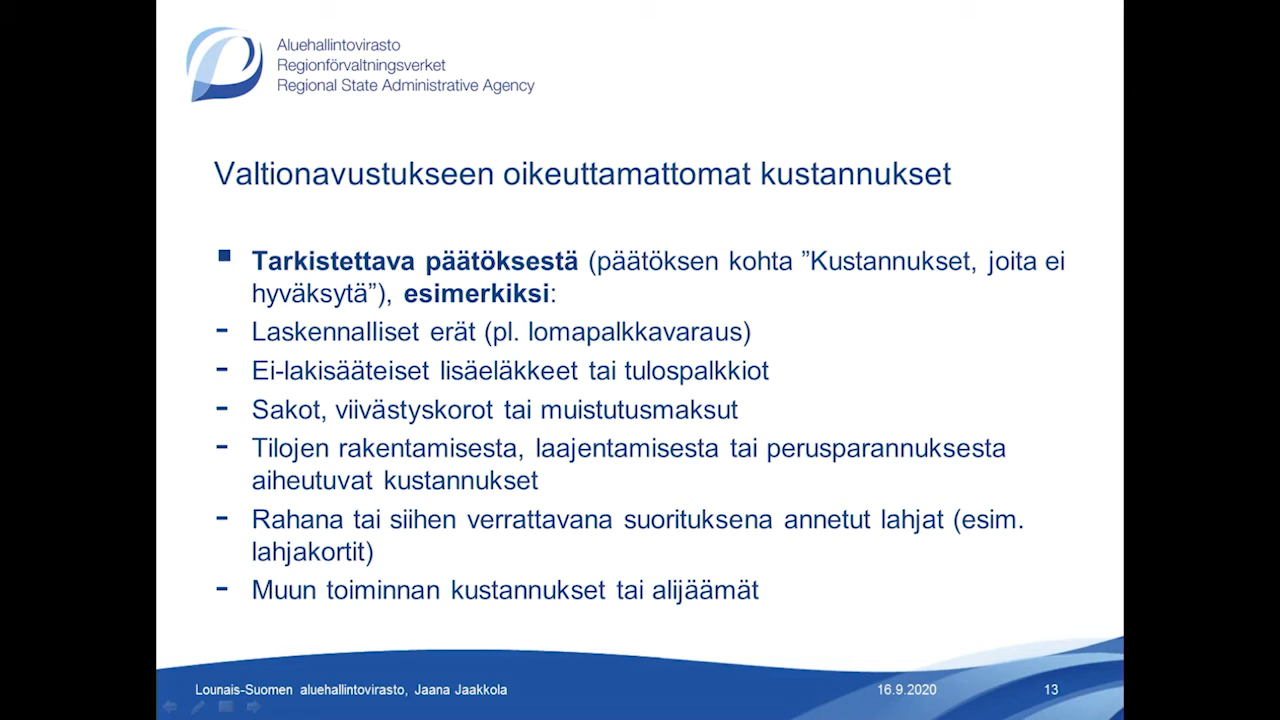 Aluehallintovirasto
Regionförvaltningsverket
Regional State Administrative Agency
Valtionavustukseen oikeuttamattomat kustannukset
▪ Tarkistettava päätöksestä (päätöksen kohta ”Kustannukset, joita ei
hyväksytä”), esimerkiksi:
- Laskennalliset erät (pl. lomapalkkavaraus)
- Ei-lakisääteiset lisäeläkkeet tai tulospalkkiot
- Sakot, viivästyskorot tai muistutusmaksut
- Tilojen rakentamisesta, laajentamisesta tai perusparannuksesta
aiheutuvat kustannukset
- Rahana tai siihen verrattavana suorituksena annetut lahjat (esim.
lahjakortit)
- Muun toiminnan kustannukset tai alijäämät
Lounais-Suomen aluehallintovirasto, Jaana Jaakkola 16.9.2020 13